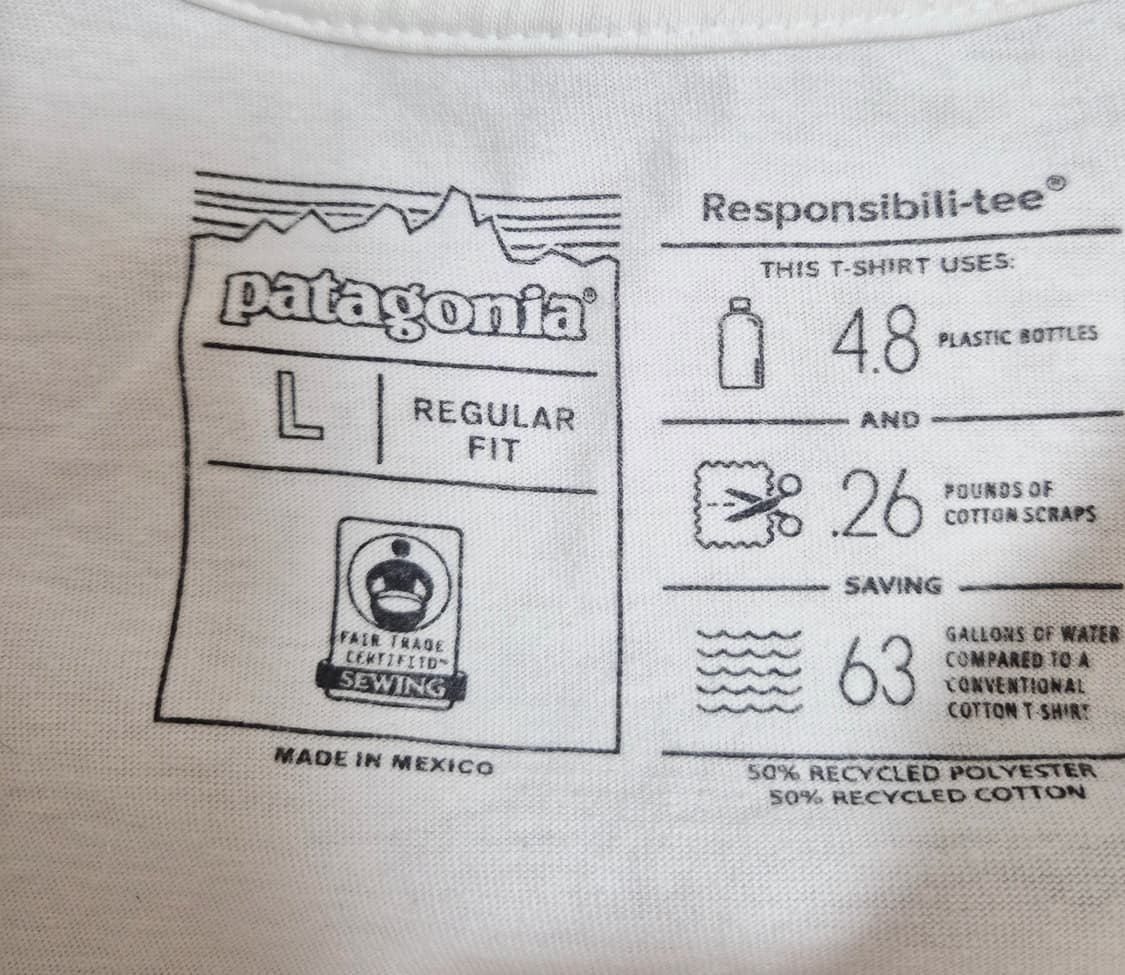 patagonia®
L
REGULAR
FIT
FAIR TRADE
CERTIFIED™
SEWING
MADE IN MEXICO
Responsibili-tee®
THIS T-SHIRT USES:
4.8 PLASTIC BOTTLES
AND
.26 POUNDS OF
COTTON SCRAPS
SAVING
63 GALLONS OF WATER
COMPARED TO A
CONVENTIONAL
COTTON T-SHIRT
50% RECYCLED POLYESTER
50% RECYCLED COTTON